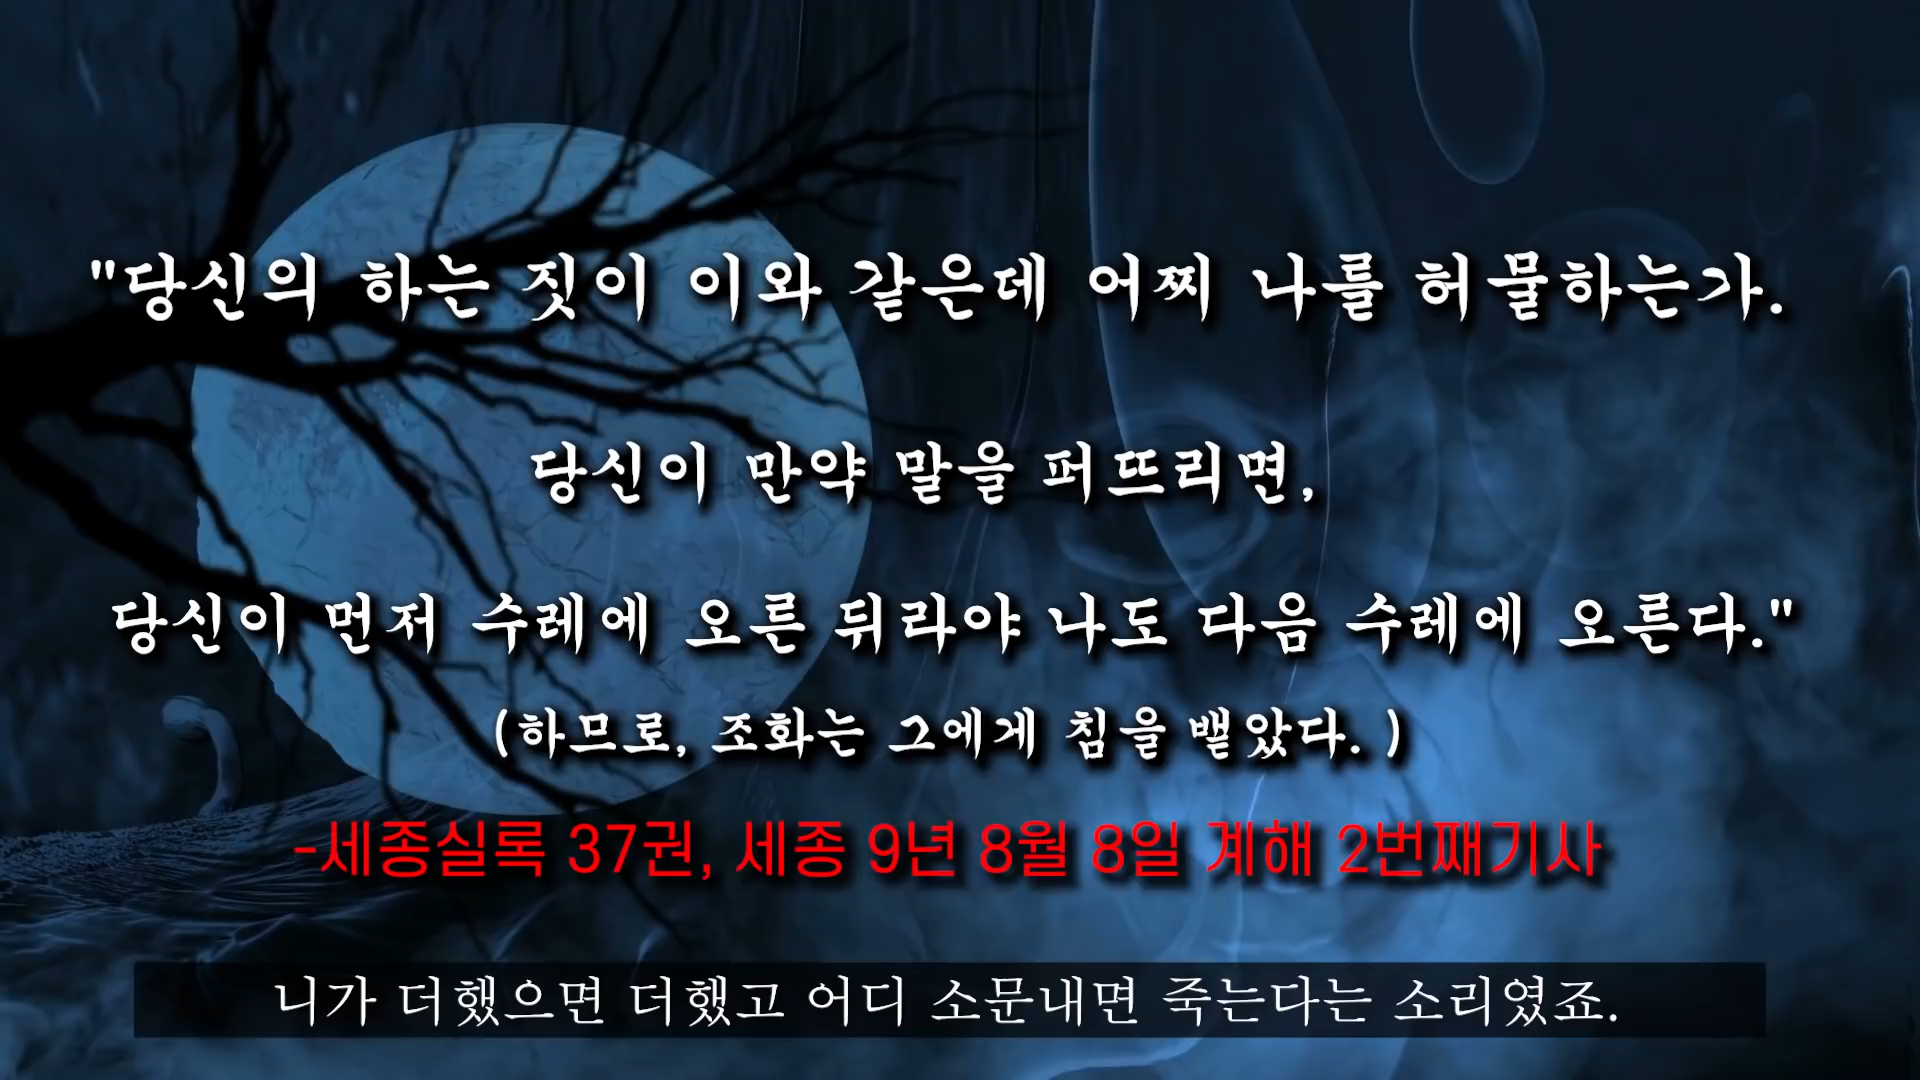 "당신의 하는 짓이 이와 같은데 어찌 나를 허물하는가.
당신이 만약 말을 퍼뜨리면,
당신이 먼저 수레에 오른 뒤라야 나도 다음 수레에 오른다."
(하므로, 조화는 그에게 침을 뱉았다. )
-세종실록 37권, 세종 9년 8월 8일 계해 2번째기사
니가 더했으면 더했고 어디 소문내면 죽는다는 소리였죠.